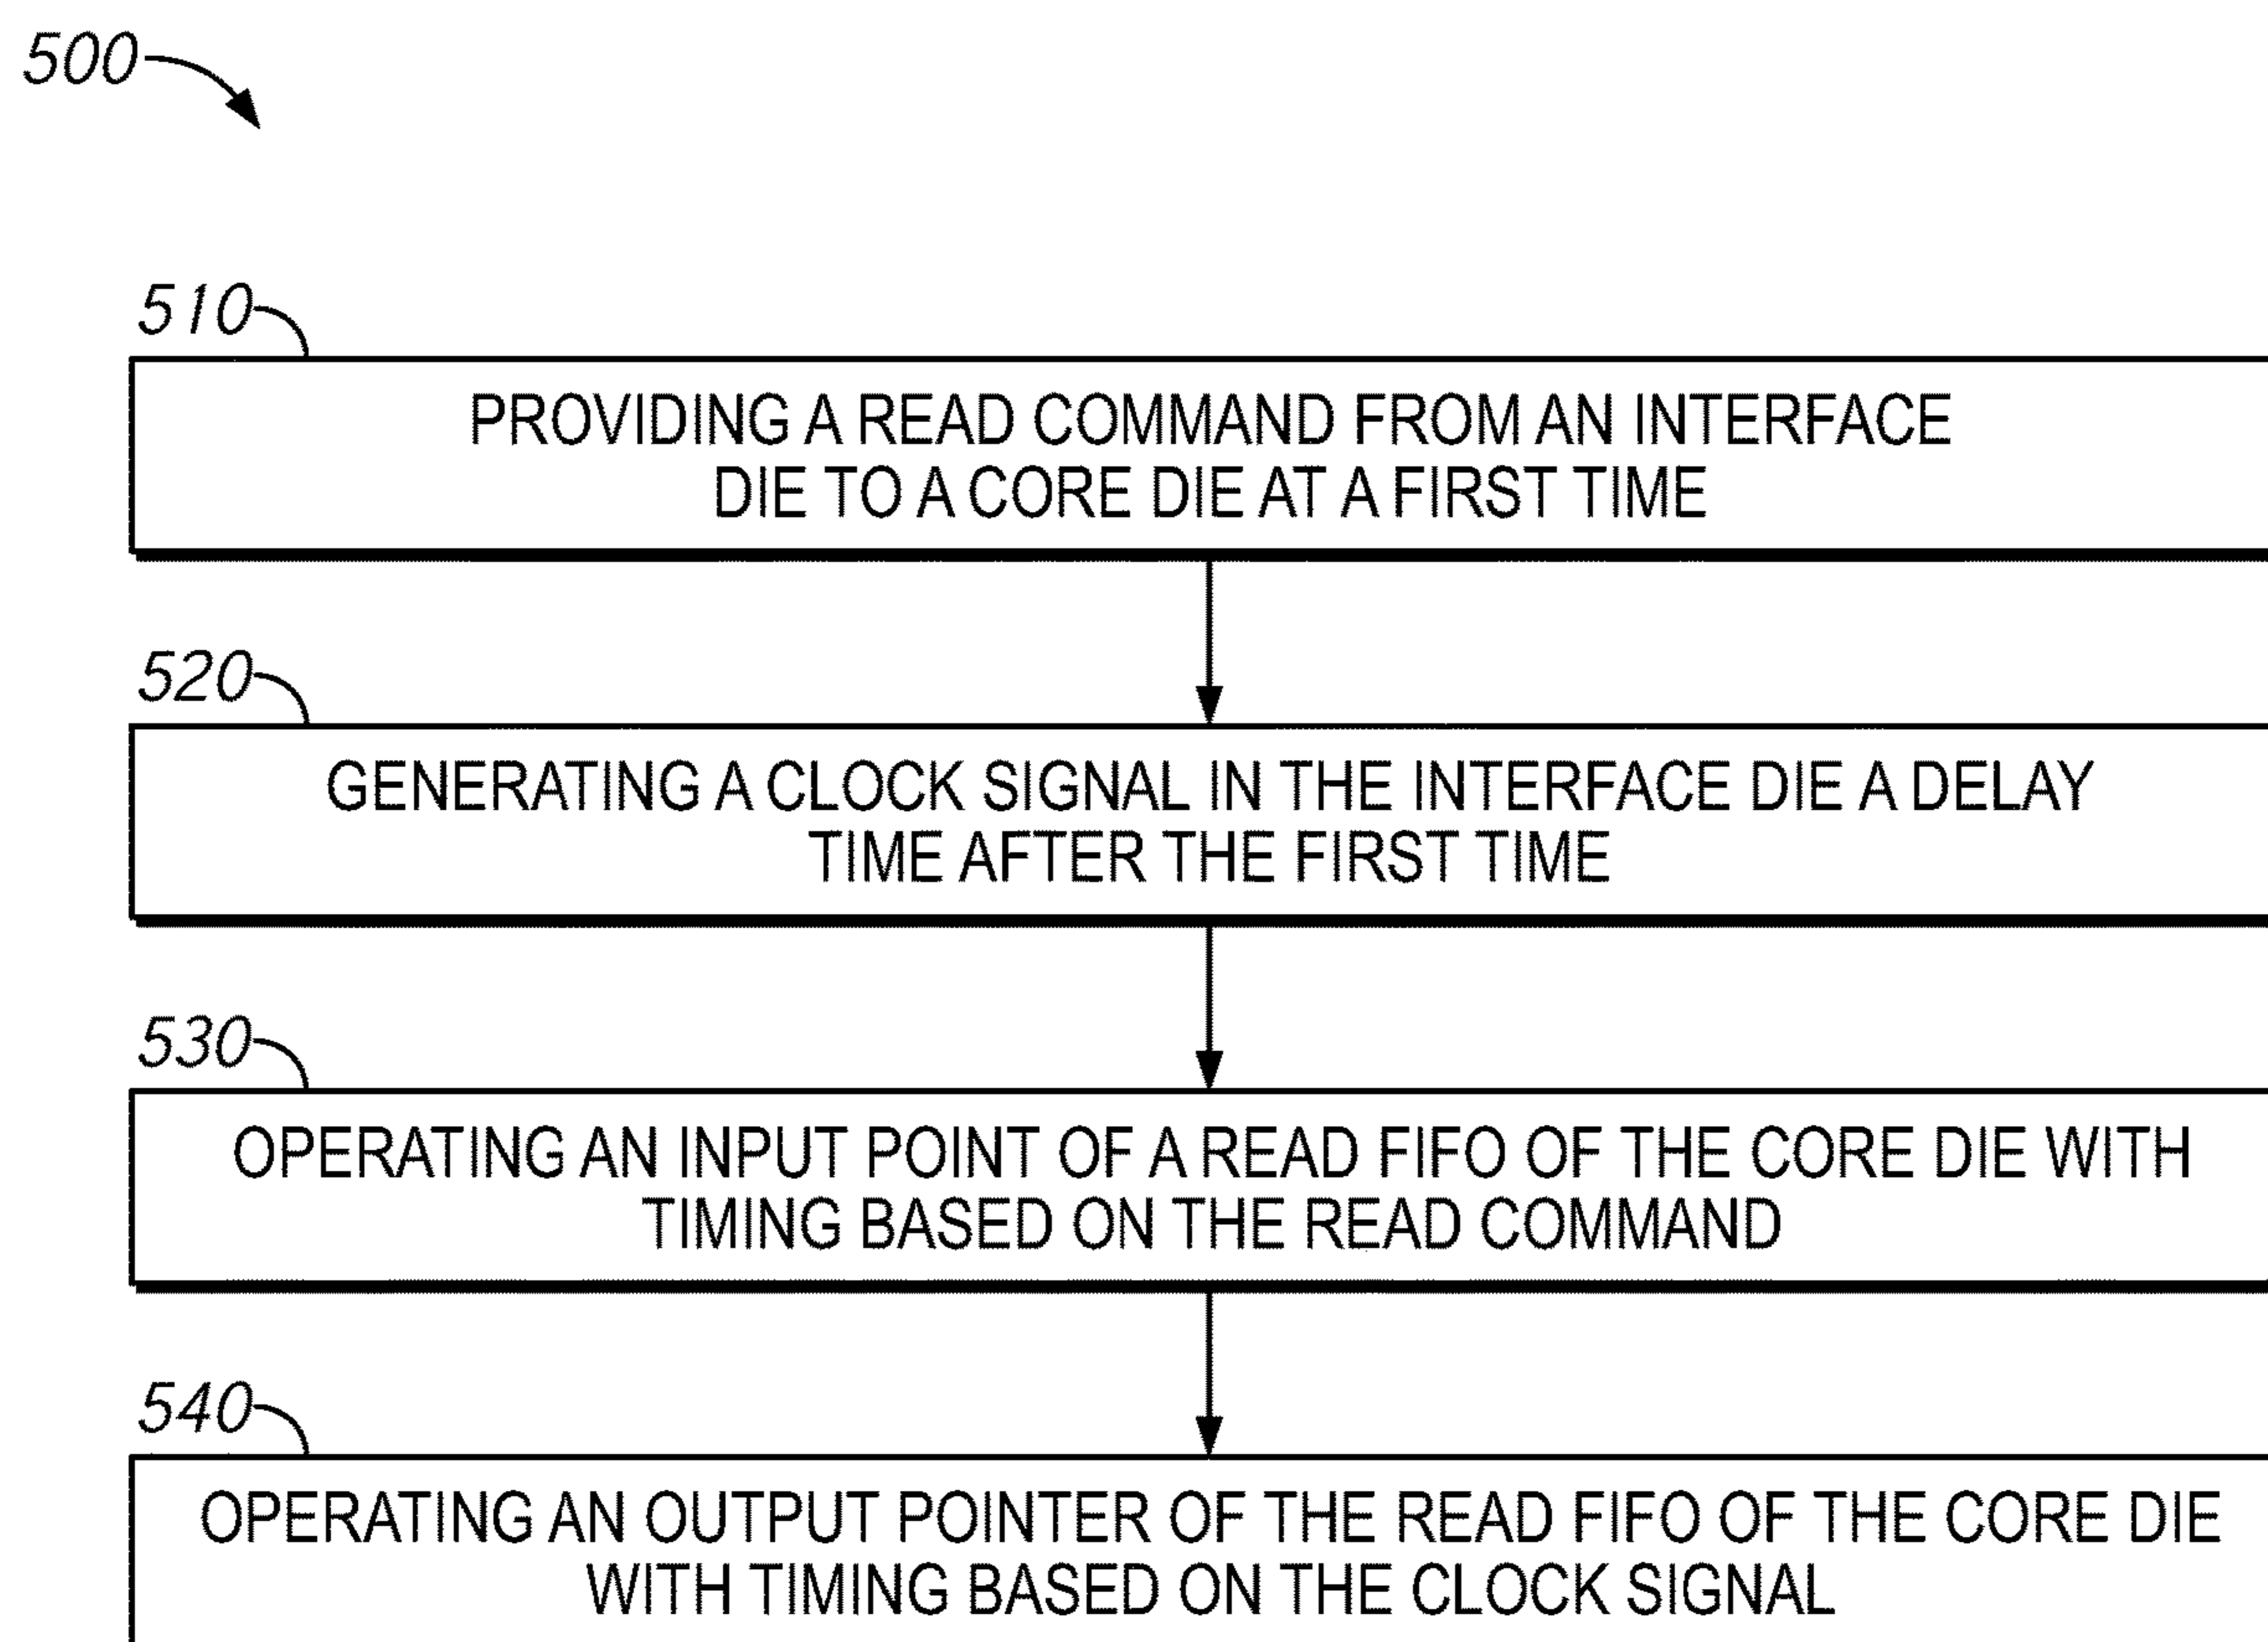 500
510
PROVIDING A READ COMMAND FROM AN INTERFACE
DIE TO A CORE DIE AT A FIRST TIME
520
GENERATING A CLOCK SIGNAL IN THE INTERFACE DIE A DELAY
TIME AFTER THE FIRST TIME
530
OPERATING AN INPUT POINT OF A READ FIFO OF THE CORE DIE WITH
TIMING BASED ON THE READ COMMAND
540
OPERATING AN OUTPUT POINTER OF THE READ FIFO OF THE CORE DIE
WITH TIMING BASED ON THE CLOCK SIGNAL